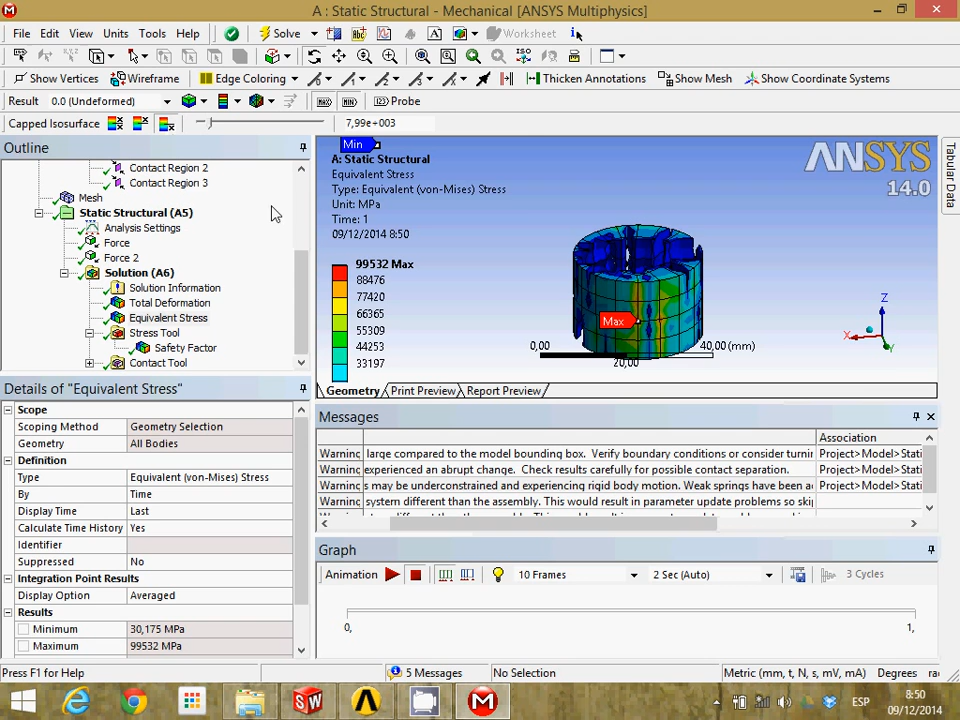 A : Static Structural - Mechanical [ANSYS Multiphysics]
File Edit View Units Tools Help Solve Worksheet
Show Vertices Wireframe Edge Coloring Thicken Annotations Show Mesh Show Coordinate Systems
Result 0.0 (Undeformed) MAX MIN Probe
Capped Isosurface 7,99e+003
Outline
Contact Region 2
Contact Region 3
Mesh
Static Structural (A5)
Analysis Settings
Force
Force 2
Solution (A6)
Solution Information
Total Deformation
Equivalent Stress
Stress Tool
Safety Factor
Contact Tool
Details of "Equivalent Stress"
Scope
Scoping Method Geometry Selection
Geometry All Bodies
Definition
Type Equivalent (von-Mises) Stress
By Time
Display Time Last
Calculate Time History Yes
Identifier
Suppressed No
Integration Point Results
Display Option Averaged
Results
Minimum 30,175 MPa
Maximum 99532 MPa
Min
A: Static Structural
Equivalent Stress
Type: Equivalent (von-Mises) Stress
Unit: MPa
Time: 1
09/12/2014 8:50
99532 Max
88476
77420
66365
55309
44253
33197
ANSYS
14.0
Max
0,00 40,00 (mm)
20,00
Z
X
Y
Tabular Data
Geometry Print Preview Report Preview
Messages
Association
Warning large compared to the model bounding box. Verify boundary conditions or consider turnin Project>Model>Stati
Warning experienced an abrupt change. Check results carefully for possible contact separation. Project>Model>Stati
Warning s may be underconstrained and experiencing rigid body motion. Weak springs have been a Project>Model>Stati
Warning system different than the assembly. This would result in parameter update problems so skip Project>Model>Stati
Graph
Animation 10 Frames 2 Sec (Auto) 3 Cycles
0, 1,
Press F1 for Help 5 Messages No Selection Metric (mm, t, N, s, mV, mA) Degrees ra
ESP 8:50
09/12/2014